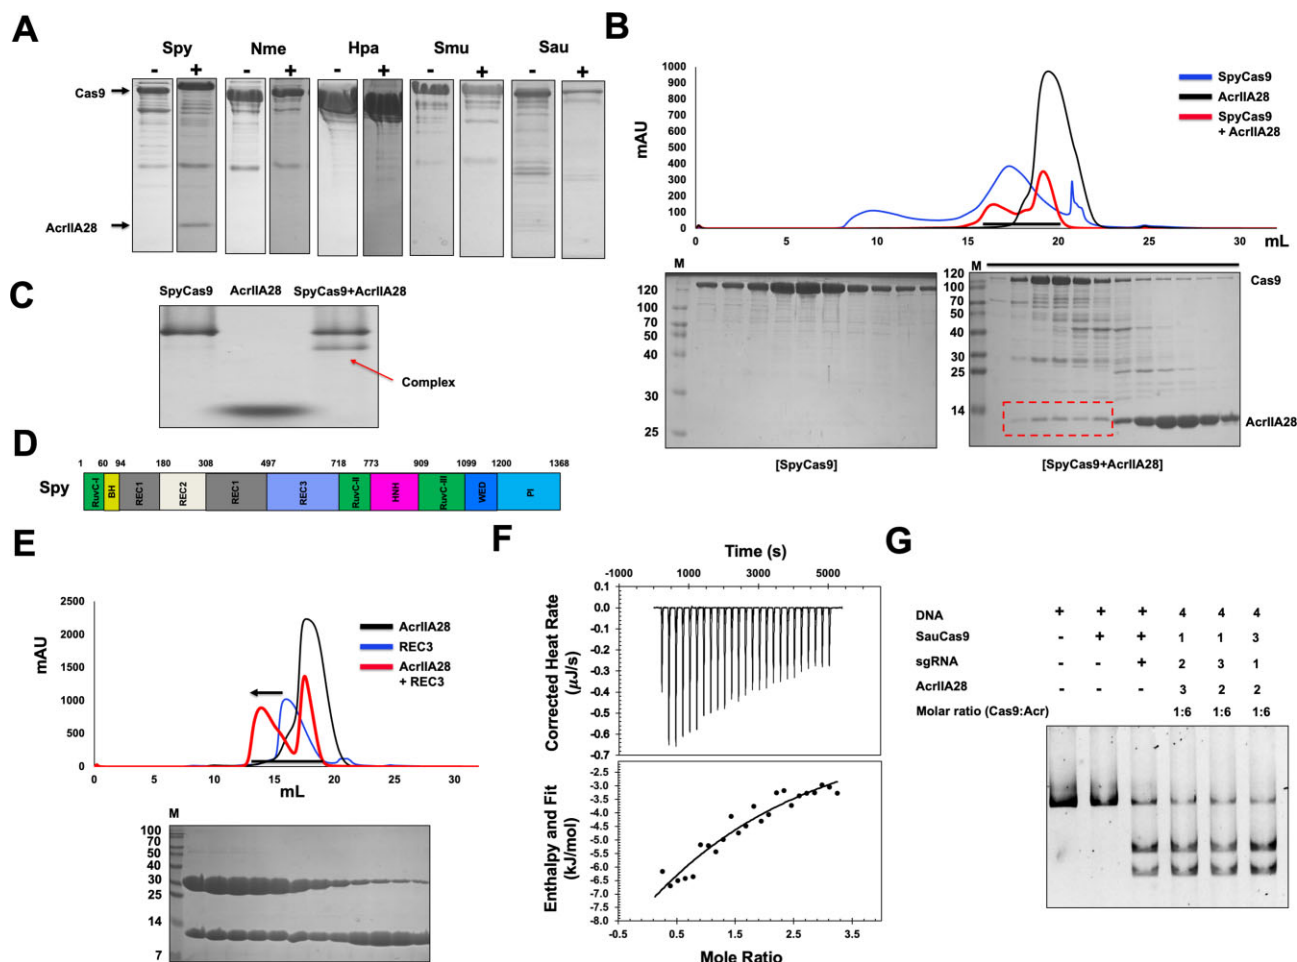 A
Spy Nme Hpa Smu Sau
- + - + - + - + - +
Cas9
AcrIIA28
B
1000
900
800
700
600
500
400
300
200
100
0
mAU
0 5 10 15 20 25 30 mL
SpyCas9
AcrIIA28
SpyCas9
+ AcrIIA28
M
120
70
50
40
30
25
[SpyCas9]
M
120
70
50
40
30
25
14
Cas9
AcrIIA28
[SpyCas9+AcrIIA28]
C
SpyCas9 AcrIIA28 SpyCas9+AcrIIA28
Complex
D
1 60 94 180 308 497 718 773 909 1099 1200 1368
Spy
RuvC-I BH REC1 REC2 REC1 REC3 RuvC-II HNH RuvC-III WED PI
E
2500
2000
1500
1000
500
0
mAU
0 5 10 15 20 25 30
mL
AcrIIA28
REC3
AcrIIA28
+ REC3
M
100
70
50
40
30
25
14
7
F
Time (s)
-1000 1000 3000 5000
0.1
0.0
-0.1
-0.2
-0.3
-0.4
-0.5
-0.6
-0.7
Corrected Heat Rate
(µJ/s)
-2.5
-3.0
-3.5
-4.0
-4.5
-5.0
-5.5
-6.0
-6.5
-7.0
-7.5
-8.0
Enthalpy and Fit
(kJ/mol)
-0.5 0.5 1.5 2.5 3.5
Mole Ratio
G
DNA + + + 4 4 4
SauCas9 - + + 1 1 3
sgRNA - - + 2 3 1
AcrIIA28 - - - 3 2 2
Molar ratio (Cas9:Acr) 1:6 1:6 1:6